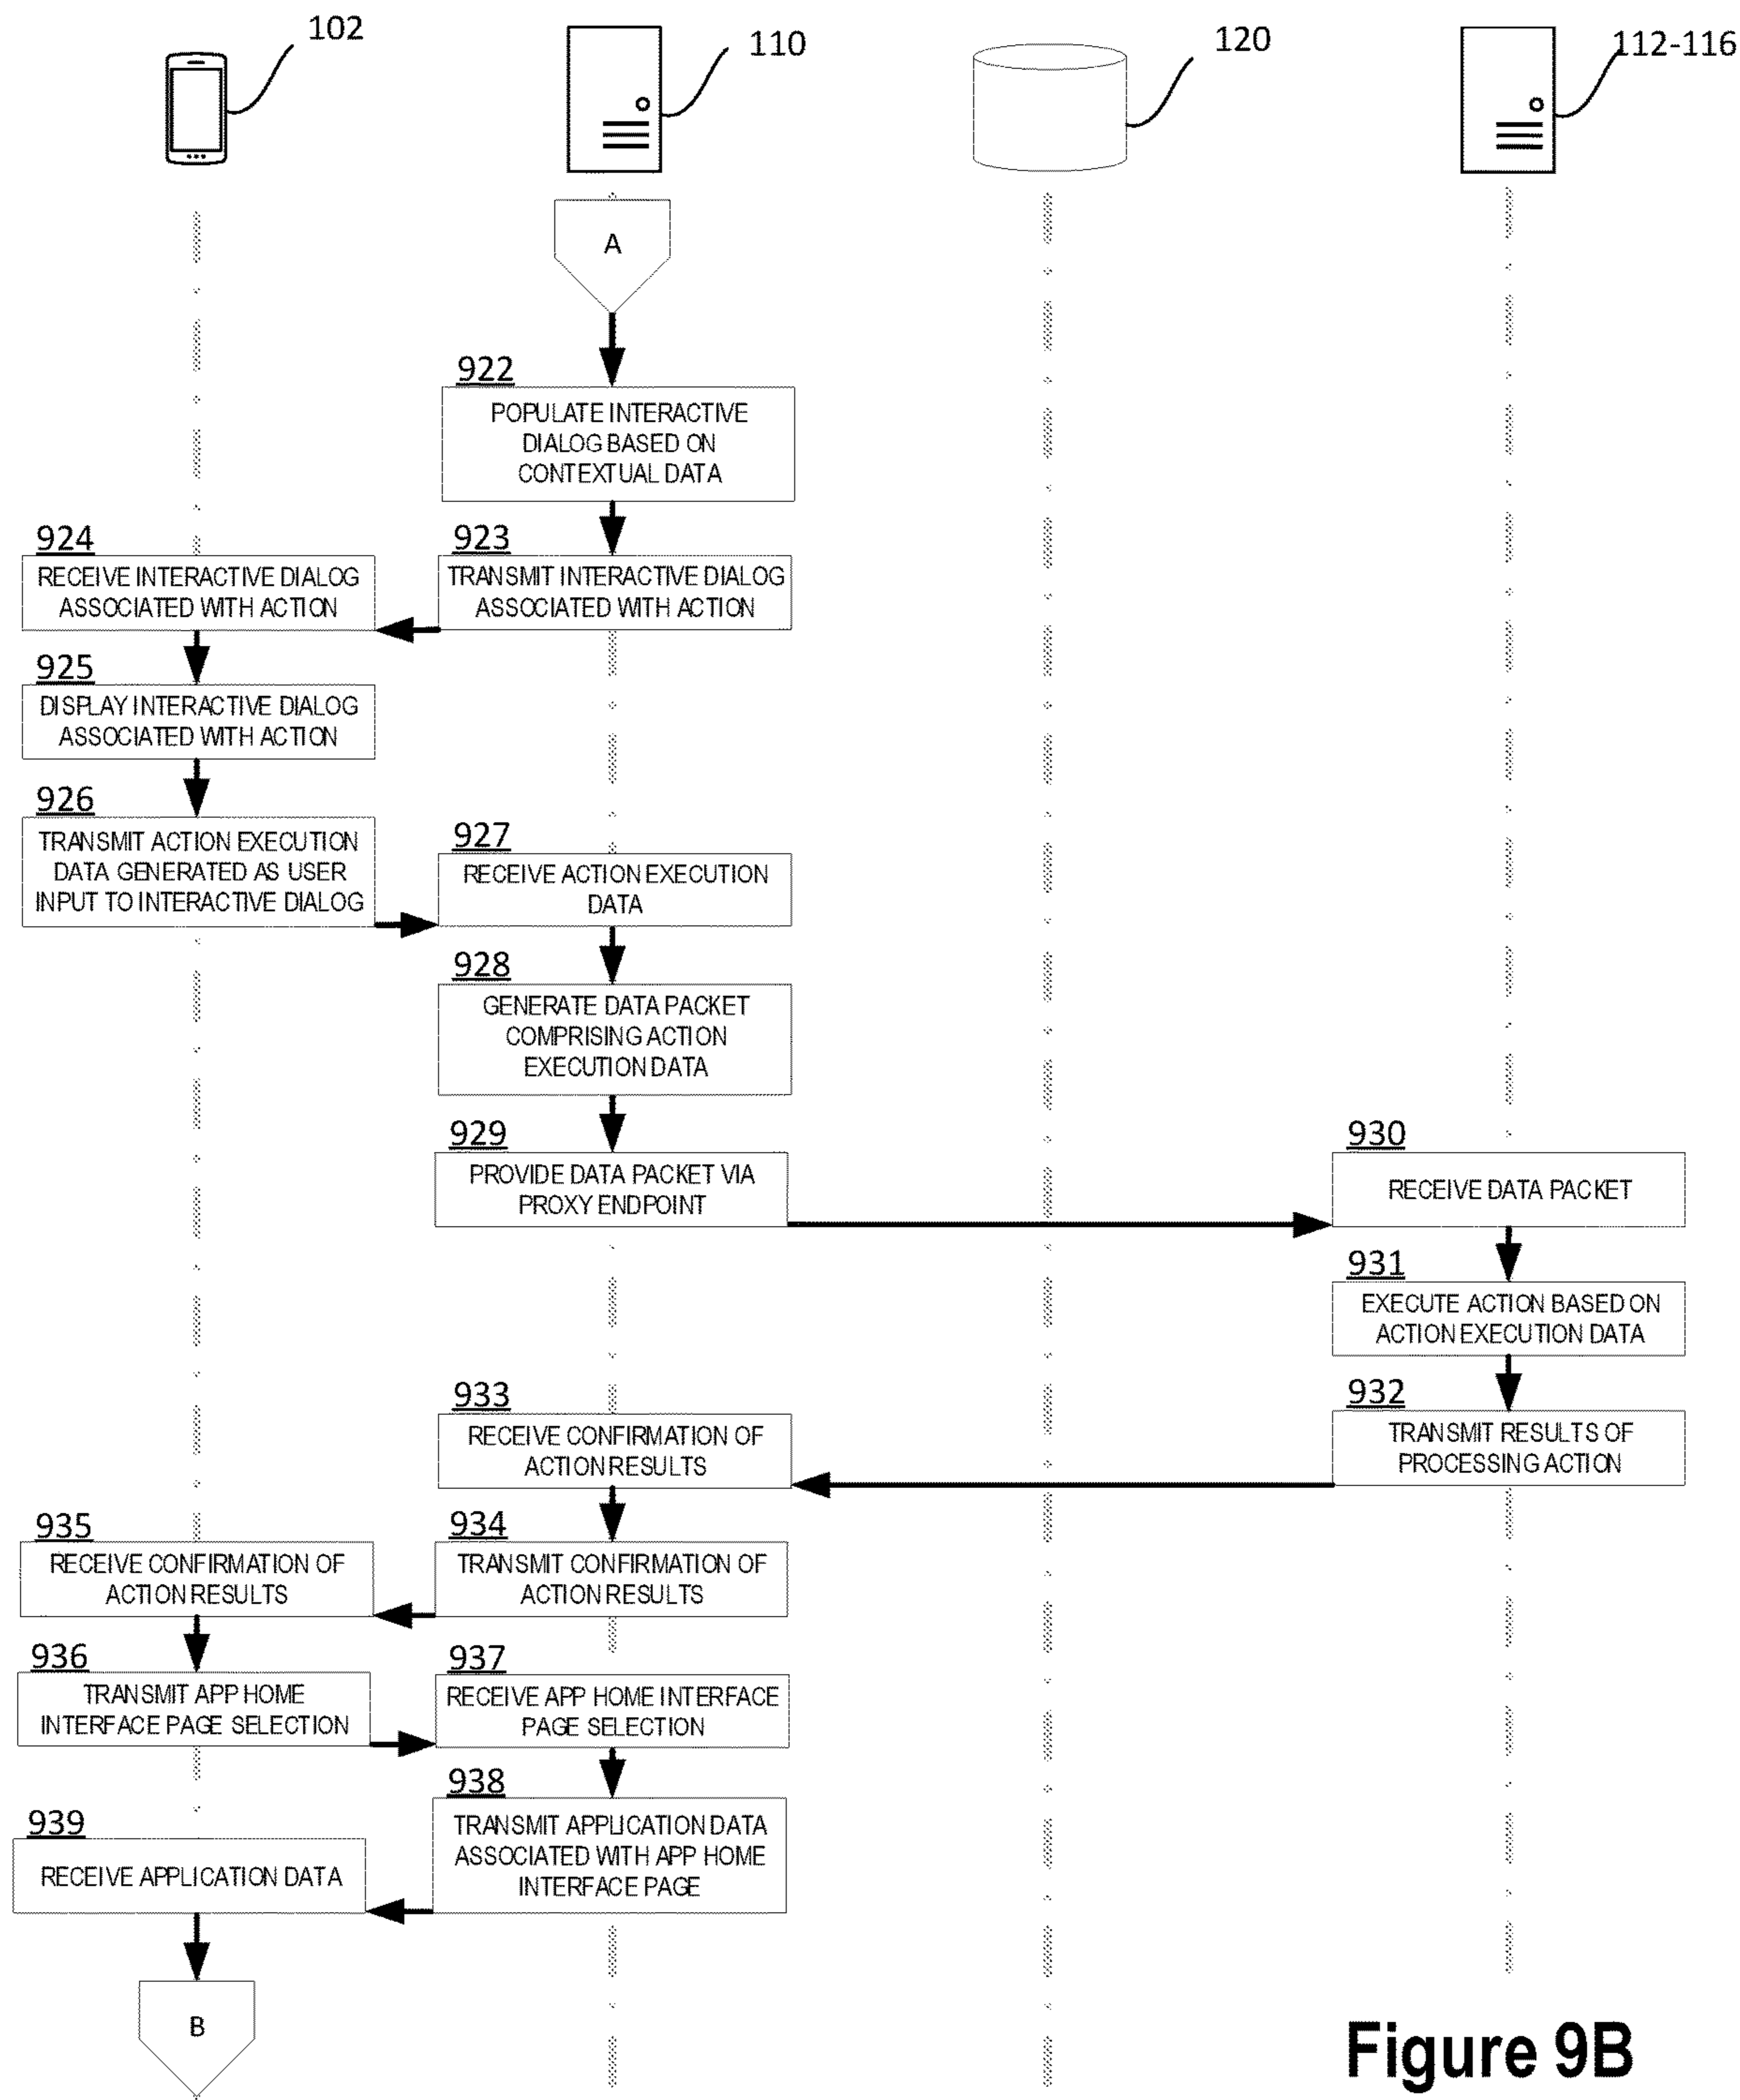 102
110
120
112-116
A
922
POPULATE INTERACTIVE
DIALOG BASED ON
CONTEXTUAL DATA
923
TRANSMIT INTERACTIVE DIALOG
ASSOCIATED WITH ACTION
924
RECEIVE INTERACTIVE DIALOG
ASSOCIATED WITH ACTION
925
DISPLAY INTERACTIVE DIALOG
ASSOCIATED WITH ACTION
926
TRANSMIT ACTION EXECUTION
DATA GENERATED AS USER
INPUT TO INTERACTIVE DIALOG
927
RECEIVE ACTION EXECUTION
DATA
928
GENERATE DATA PACKET
COMPRISING ACTION
EXECUTION DATA
929
PROVIDE DATA PACKET VIA
PROXY ENDPOINT
930
RECEIVE DATA PACKET
931
EXECUTE ACTION BASED ON
ACTION EXECUTION DATA
932
TRANSMIT RESULTS OF
PROCESSING ACTION
933
RECEIVE CONFIRMATION OF
ACTION RESULTS
934
TRANSMIT CONFIRMATION OF
ACTION RESULTS
935
RECEIVE CONFIRMATION OF
ACTION RESULTS
936
TRANSMIT APP HOME
INTERFACE PAGE SELECTION
937
RECEIVE APP HOME INTERFACE
PAGE SELECTION
938
TRANSMIT APPLICATION DATA
ASSOCIATED WITH APP HOME
INTERFACE PAGE
939
RECEIVE APPLICATION DATA
B
Figure 9B